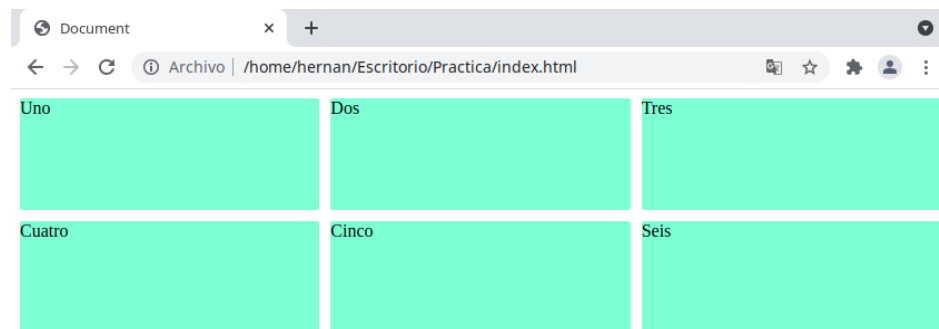 Document
Archivo | /home/hernan/Escritorio/Practica/index.html
Uno Dos Tres
Cuatro Cinco Seis